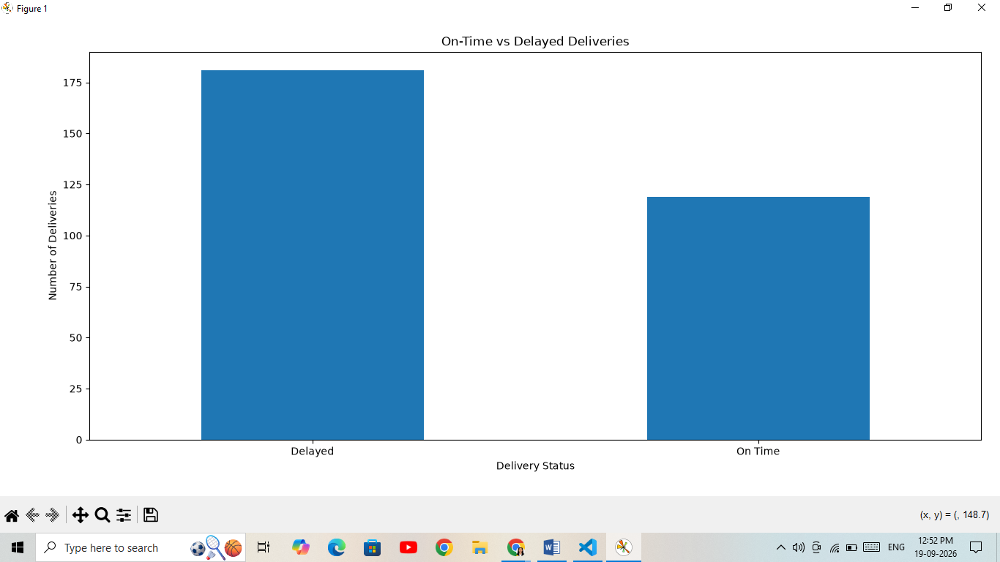 Figure 1
On-Time vs Delayed Deliveries
175
150
125
100
75
50
25
0
Number of Deliveries
Delayed
On Time
Delivery Status
(x, y) = (, 148.7)
Type here to search
ENG
12:52 PM
19-09-2026